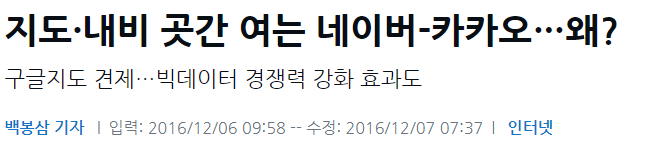 지도·내비 곳간 여는 네이버-카카오…왜?
구글지도 견제…빅데이터 경쟁력 강화 효과도
백봉삼 기자 | 입력: 2016/12/06 09:58 -- 수정: 2016/12/07 07:37 | 인터넷